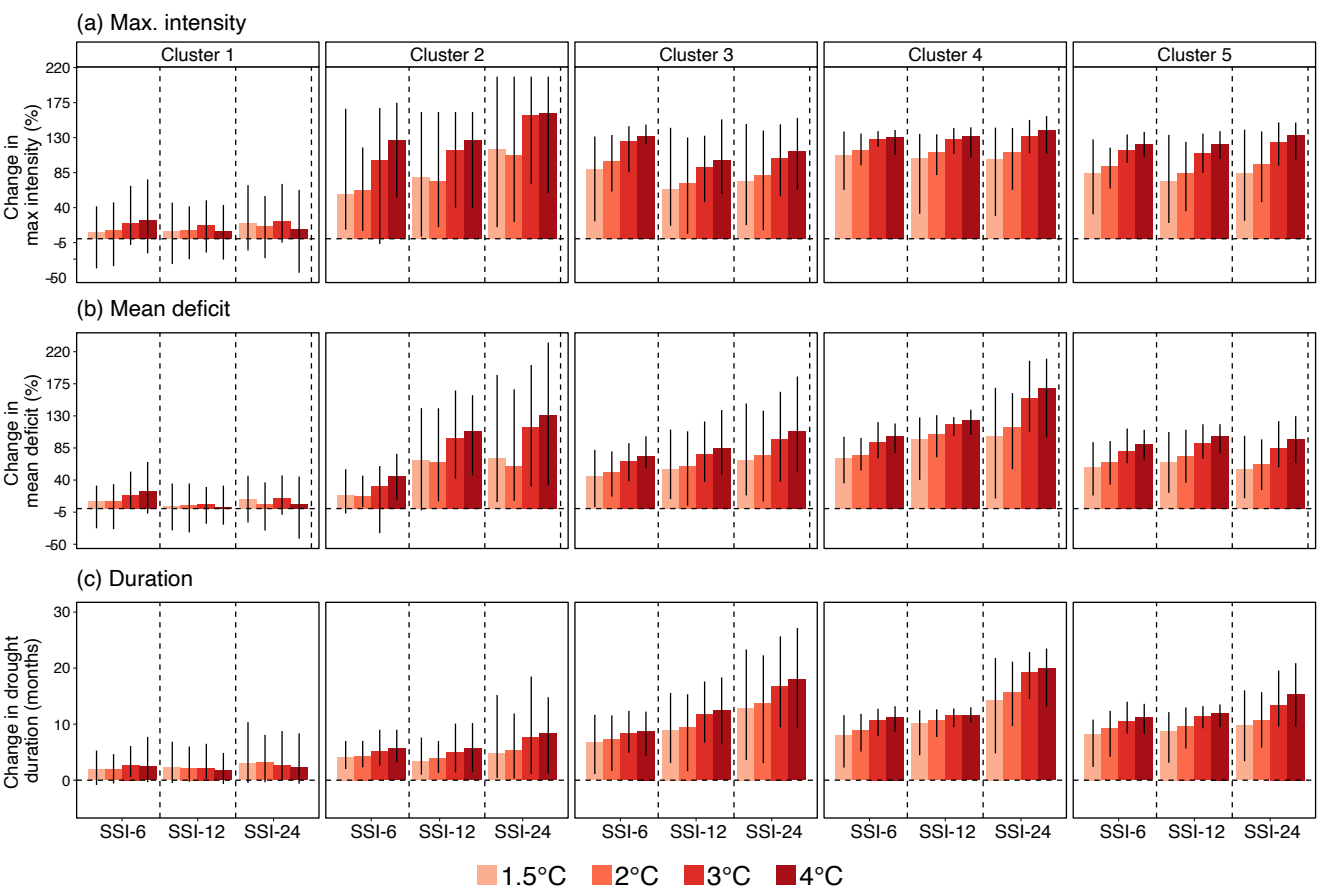 (a) Max. intensity
Cluster 1 Cluster 2 Cluster 3 Cluster 4 Cluster 5
Change in
max intensity (%)
220
175
130
85
40
-5
-50
(b) Mean deficit
Change in
mean deficit (%)
220
175
130
85
40
-5
-50
(c) Duration
Change in drought
duration (months)
30
20
10
0
SSI-6 SSI-12 SSI-24 SSI-6 SSI-12 SSI-24 SSI-6 SSI-12 SSI-24 SSI-6 SSI-12 SSI-24 SSI-6 SSI-12 SSI-24
1.5°C 2°C 3°C 4°C